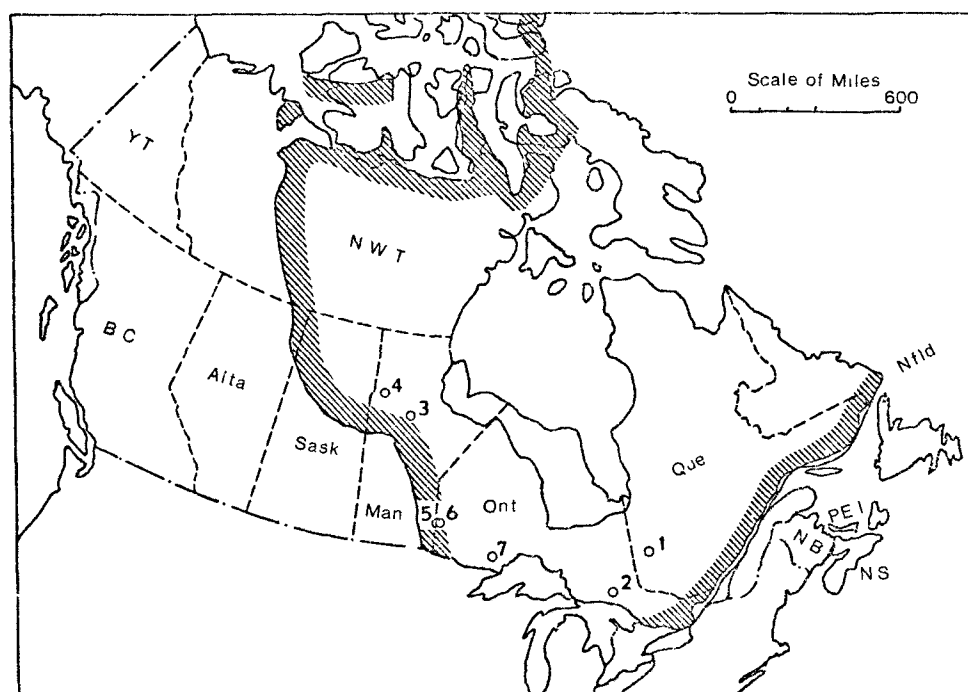 Scale of Miles
0 600
YT
NWT
BC
Alta
Sask
Man
Ont
Que
Nfld
PEI
NB
NS
4
3
5 6
7
1
2